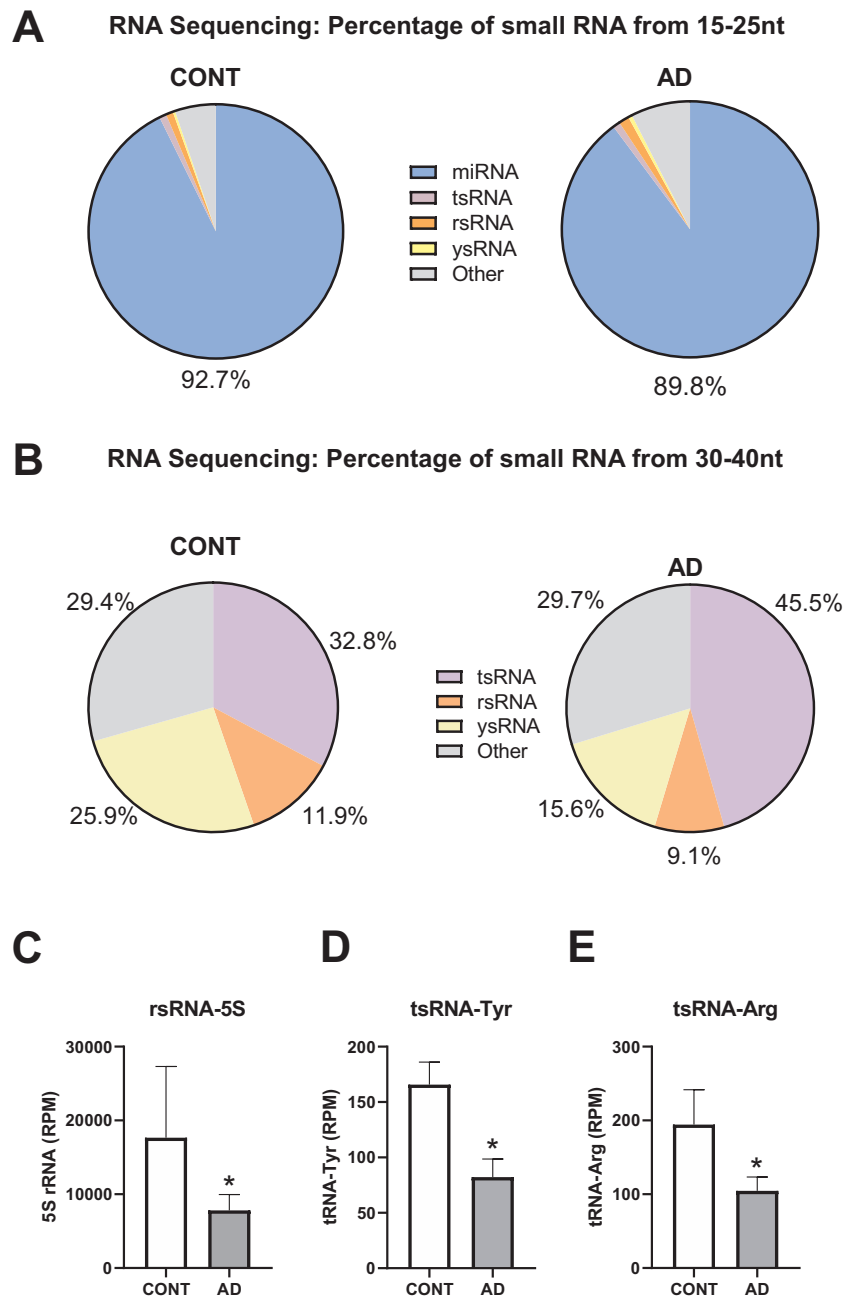 A
RNA Sequencing: Percentage of small RNA from 15-25nt
CONT
AD
miRNA
tsRNA
rsRNA
ysRNA
Other
92.7%
89.8%
B
RNA Sequencing: Percentage of small RNA from 30-40nt
CONT
AD
29.4%
32.8%
25.9%
11.9%
tsRNA
rsRNA
ysRNA
Other
29.7%
45.5%
15.6%
9.1%
C
rsRNA-5S
5S rRNA (RPM)
30000
20000
10000
0
*
CONT
AD
D
tsRNA-Tyr
tRNA-Tyr (RPM)
200
150
100
50
0
*
CONT
AD
E
tsRNA-Arg
tRNA-Arg (RPM)
300
200
100
0
*
CONT
AD